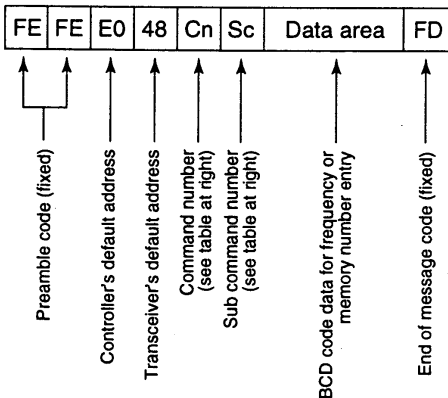 FE FE E0 48 Cn Sc Data area FD
Preamble code (fixed)
Controller's default address
Transceiver's default address
Command number
(see table at right)
Sub command number
(see table at right)
BCD code data for frequency or
memory number entry
End of message code (fixed)